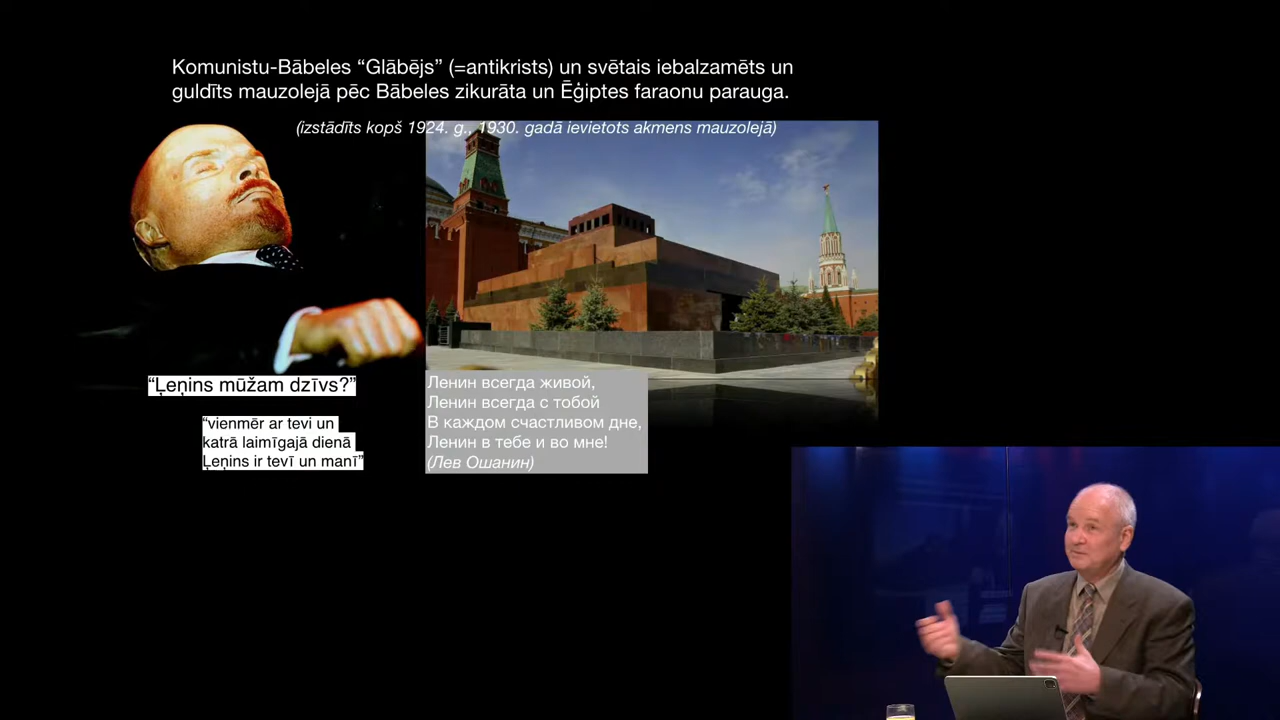 Komunistu-Bābeles “Glābējs” (=antikrists) un svētais iebalzamēts un
guldīts mauzolejā pēc Bābeles zikurāta un Ēģiptes faraonu parauga.
(izstādīts kopš 1924. g., 1930. gadā ievietots akmens mauzolejā)
“Ļeņins mūžam dzīvs?”
“vienmēr ar tevi un
katrā laimīgajā dienā
Ļeņins ir tevī un manī”
Ленин всегда живой,
Ленин всегда с тобой
В каждом счастливом дне,
Ленин в тебе и во мне!
(Лев Ошанин)